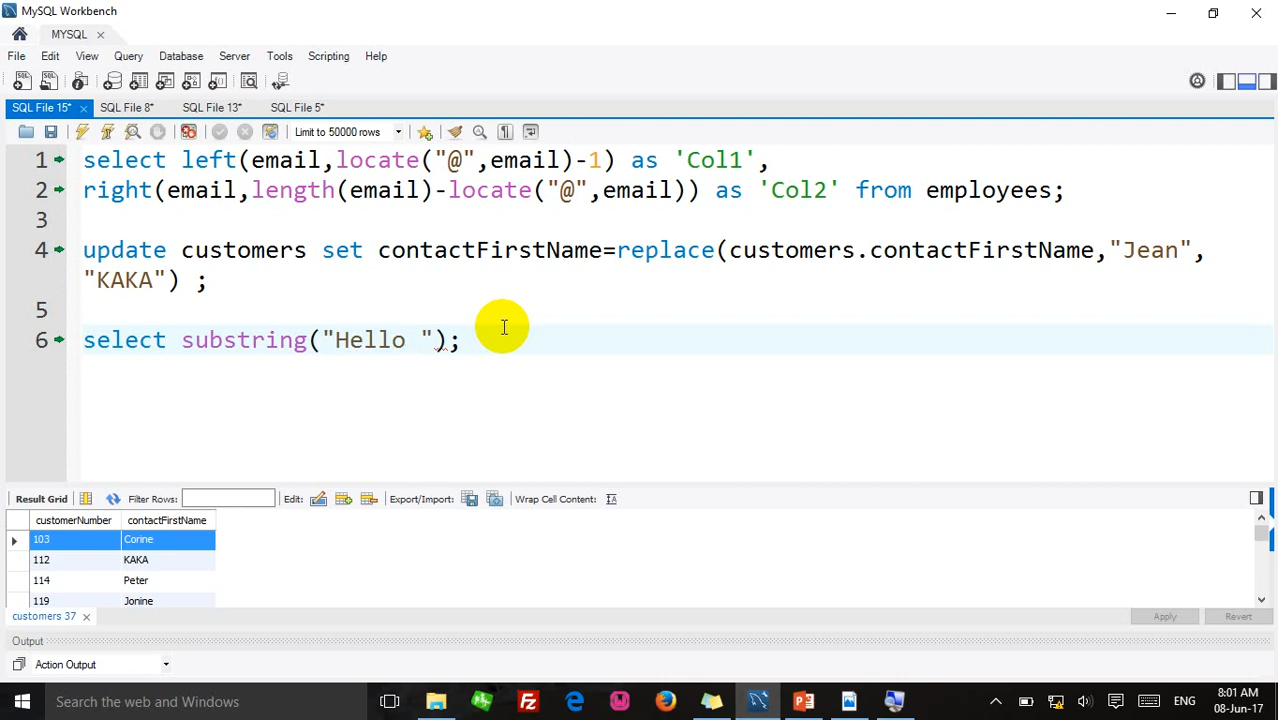 MySQL Workbench
MYSQL
File Edit View Query Database Server Tools Scripting Help
SQL File 15* SQL File 8* SQL File 13* SQL File 5*
Limit to 50000 rows
1 select left(email,locate("@",email)-1) as 'Col1',
2 right(email,length(email)-locate("@",email)) as 'Col2' from employees;
3
4 update customers set contactFirstName=replace(customers.contactFirstName,"Jean",
"KAKA") ;
5
6 select substring("Hello ");
Result Grid Filter Rows: Edit: Export/Import: Wrap Cell Content:
customerNumber contactFirstName
103 Corine
112 KAKA
114 Peter
119 Jonine
customers 37 Apply Revert
Output
Action Output
Search the web and Windows ENG 8:01 AM
08-Jun-17